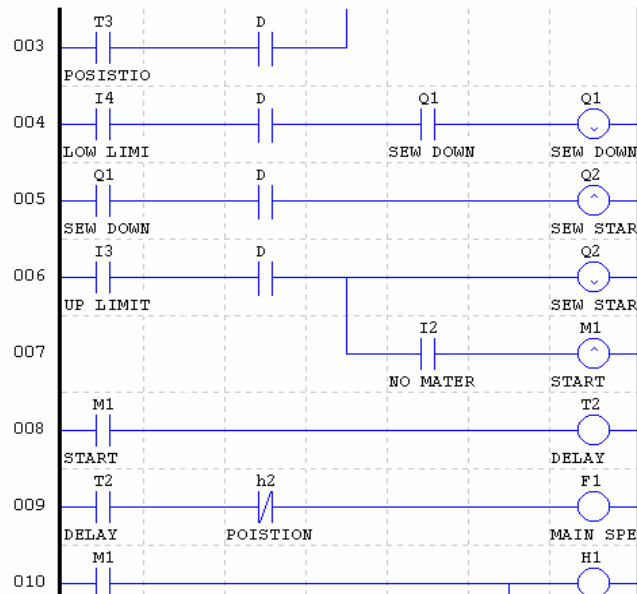 T3 D
003
POSISTIO
I4 D Q1 Q1
004
LOW LIMI SEW DOWN SEW DOWN
Q1 D Q2
005
SEW DOWN SEW STAR
I3 D Q2
006
UP LIMIT SEW STAR
I2 M1
007
NO MATER START
M1 T2
008
START DELAY
T2 h2 F1
009
DELAY POISTION MAIN SPE
M1 H1
010